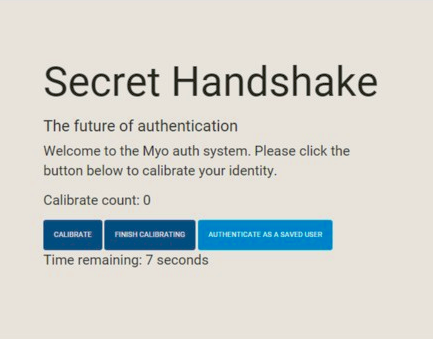 Secret Handshake
The future of authentication
Welcome to the Myo auth system. Please click the
button below to calibrate your identity.
Calibrate count: 0
CALIBRATE FINISH CALIBRATING AUTHENTICATE AS A SAVED USER
Time remaining: 7 seconds